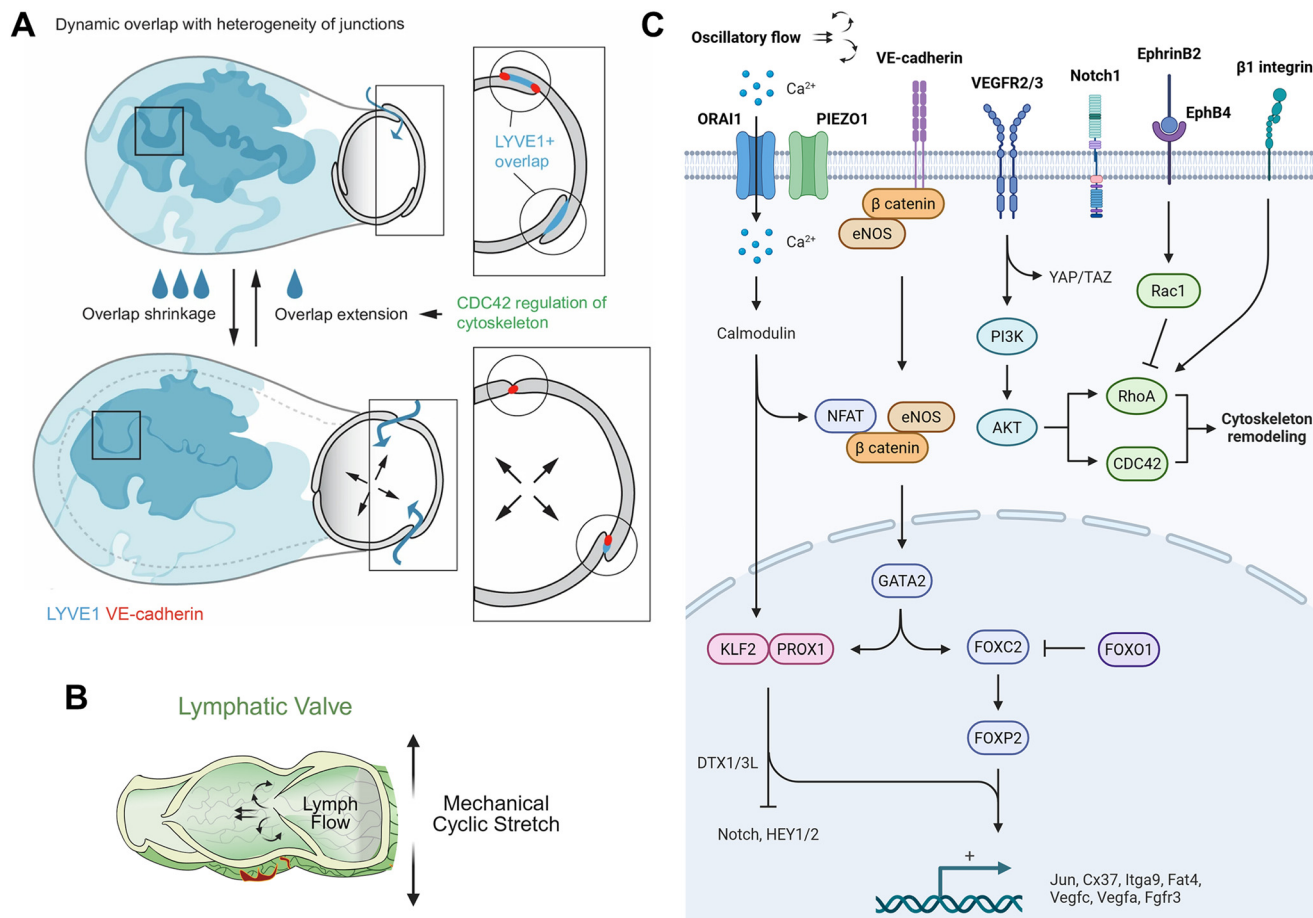 A
Dynamic overlap with heterogeneity of junctions
LYVE1+
overlap
Overlap shrinkage
Overlap extension
CDC42 regulation of
cytoskeleton
LYVE1 VE-cadherin
B
Lymphatic Valve
Lymph
Flow
Mechanical
Cyclic Stretch
C
Oscillatory flow
Ca²⁺
ORAI1
PIEZO1
VE-cadherin
VEGFR2/3
Notch1
EphrinB2
EphB4
β1 integrin
β catenin
eNOS
Ca²⁺
YAP/TAZ
Rac1
Calmodulin
PI3K
NFAT
eNOS
β catenin
AKT
RhoA
CDC42
Cytoskeleton
remodeling
GATA2
KLF2
PROX1
FOXC2
FOXO1
FOXP2
DTX1/3L
Notch, HEY1/2
+
Jun, Cx37, Itga9, Fat4,
Vegfc, Vegfa, Fgfr3